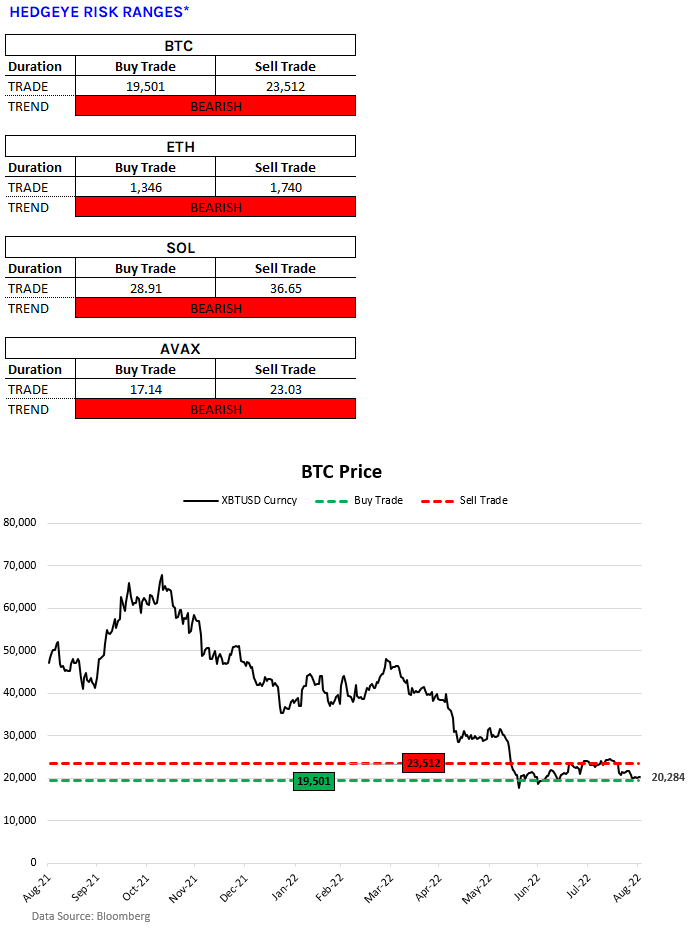 HEDGEYE RISK RANGES*
BTC
Duration Buy Trade Sell Trade
TRADE 19,501 23,512
TREND BEARISH
ETH
Duration Buy Trade Sell Trade
TRADE 1,346 1,740
TREND BEARISH
SOL
Duration Buy Trade Sell Trade
TRADE 28.91 36.65
TREND BEARISH
AVAX
Duration Buy Trade Sell Trade
TRADE 17.14 23.03
TREND BEARISH
BTC Price
XBTUSD Curncy Buy Trade Sell Trade
80,000
70,000
60,000
50,000
40,000
30,000
23,512
20,000
19,501
20,284
10,000
0
Aug-21 Sep-21 Oct-21 Nov-21 Dec-21 Jan-22 Feb-22 Mar-22 Apr-22 May-22 Jun-22 Jul-22 Aug-22
Data Source: Bloomberg